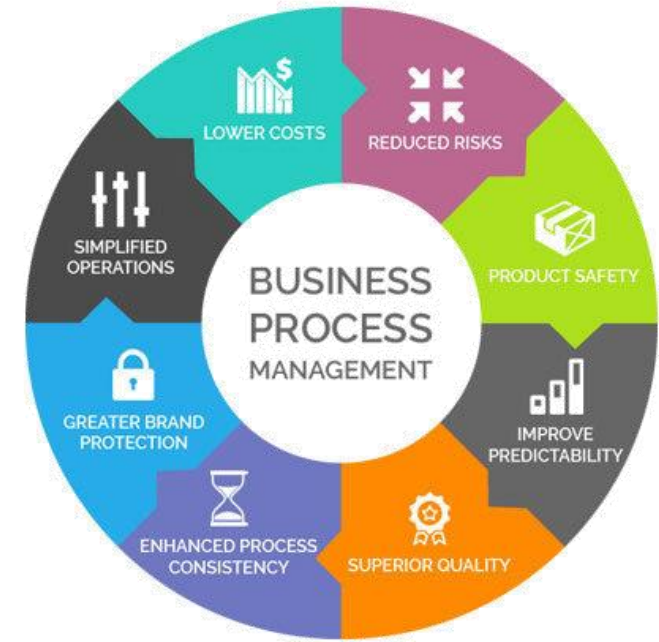 BUSINESS
PROCESS
MANAGEMENT
LOWER COSTS
REDUCED RISKS
PRODUCT SAFETY
IMPROVE
PREDICTABILITY
SUPERIOR QUALITY
ENHANCED PROCESS
CONSISTENCY
GREATER BRAND
PROTECTION
SIMPLIFIED
OPERATIONS